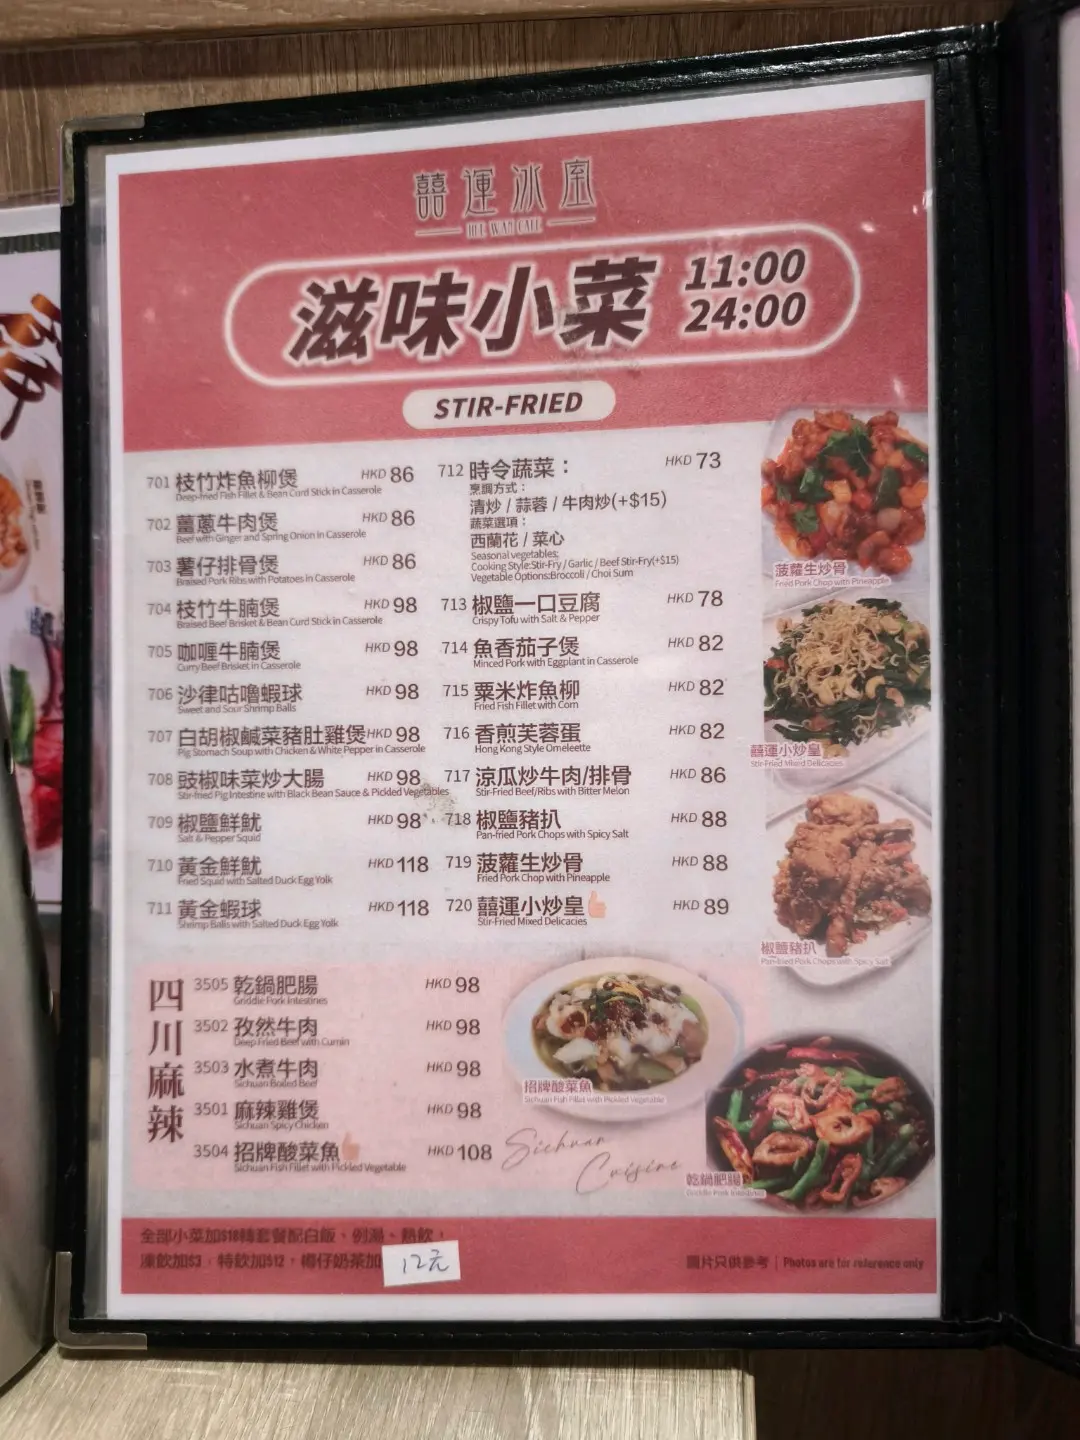 囍運冰室
HEE WAN CAFE
滋味小菜
11:00
24:00
STIR-FRIED
701 枝竹炸魚柳煲 HKD 86
Deep-fried Fish Fillet & Bean Curd Stick in Casserole
702 薑蔥牛肉煲 HKD 86
Beef with Ginger and Spring Onion in Casserole
703 薯仔排骨煲 HKD 86
Braised Pork Ribs with Potatoes in Casserole
704 枝竹牛腩煲 HKD 98
Braised Beef Brisket & Bean Curd Stick in Casserole
705 咖喱牛腩煲 HKD 98
Curry Beef Brisket in Casserole
706 沙律咕嚕蝦球 HKD 98
Sweet and Sour Shrimp Balls
707 白胡椒鹹菜豬肚雞煲 HKD 98
Pig Stomach Soup with Chicken & White Pepper in Casserole
708 豉椒味菜炒大腸 HKD 98
Stir-fried Pig Intestine with Black Bean Sauce & Pickled Vegetables
709 椒鹽鮮魷 HKD 98
Salt & Pepper Squid
710 黃金鮮魷 HKD 118
Fried Squid with Salted Duck Egg Yolk
711 黃金蝦球 HKD 118
Shrimp Balls with Salted Duck Egg Yolk
712 時令蔬菜： HKD 73
烹調方式：
清炒 / 蒜蓉 / 牛肉炒(+$15)
蔬菜選項：
西蘭花 / 菜心
Seasonal vegetables:
Cooking Style:Stir-Fry / Garlic / Beef Stir-Fry(+$15)
Vegetable Options:Broccoli / Choi Sum
713 椒鹽一口豆腐 HKD 78
Crispy Tofu with Salt & Pepper
714 魚香茄子煲 HKD 82
Minced Pork with Eggplant in Casserole
715 粟米炸魚柳 HKD 82
Fried Fish Fillet with Corn
716 香煎芙蓉蛋 HKD 82
Hong Kong Style Omeleette
717 涼瓜炒牛肉/排骨 HKD 86
Stir-Fried Beef/Ribs with Bitter Melon
718 椒鹽豬扒 HKD 88
Pan-fried Pork Chops with Spicy Salt
719 菠蘿生炒骨 HKD 88
Fried Pork Chop with Pineapple
720 囍運小炒皇 HKD 89
Stir-Fried Mixed Delicacies
菠蘿生炒骨
Fried Pork Chop with Pineapple
囍運小炒皇
Stir-Fried Mixed Delicacies
椒鹽豬扒
Pan-fried Pork Chops with Spicy Salt
四川麻辣
3505 乾鍋肥腸 HKD 98
Griddle Pork Intestines
3502 孜然牛肉 HKD 98
Deep Fried Beef with Cumin
3503 水煮牛肉 HKD 98
Sichuan Boiled Beef
3501 麻辣雞煲 HKD 98
Sichuan Spicy Chicken
3504 招牌酸菜魚 HKD 108
Sichuan Fish Fillet with Pickled Vegetable
招牌酸菜魚
Sichuan Fish Fillet with Pickled Vegetable
Sichuan
Cuisine
乾鍋肥腸
Griddle Pork Intestines
全部小菜加$18轉套餐配白飯、例湯、熱飲，
凍飲加$3，特飲加$12，樽仔奶茶加 12元
圖片只供參考 | Photos are for reference only